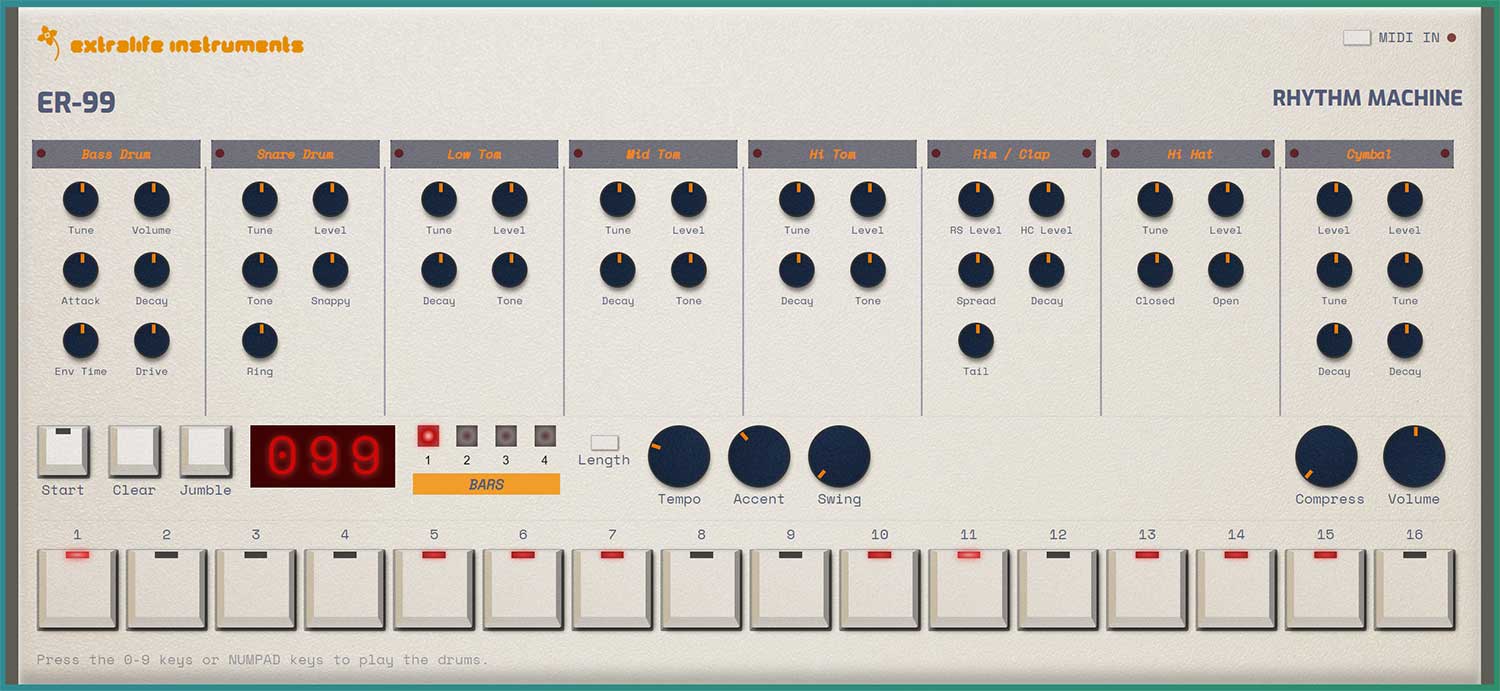 extralife instruments
MIDI IN
ER-99
RHYTHM MACHINE
Bass Drum Snare Drum Low Tom Mid Tom Hi Tom Rim / Clap Hi Hat Cymbal
Tune Volume Tune Level Tune Level Tune Level Tune Level RS Level HC Level Tune Level Level Level
Attack Decay Tone Snappy Decay Tone Decay Tone Decay Tone Spread Decay Closed Open Tune Tune
Env Time Drive Ring Tail Decay Decay
099
1 2 3 4
Length
BARS
Start Clear Jumble
Tempo Accent Swing Compress Volume
1 2 3 4 5 6 7 8 9 10 11 12 13 14 15 16
Press the 0-9 keys or NUMPAD keys to play the drums.